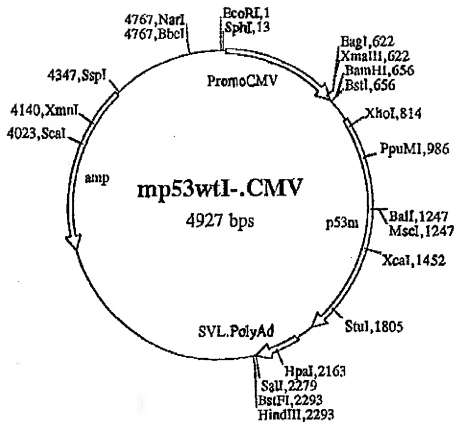 4767,NarI
4767,BbcI
EcoRI,1
SphI,13
BagI,622
XmaIII,622
BamHI,656
BstI,656
4347,SspI
PromoCMV
XhoI,814
4140,XmnI
4023,ScaI
PpuMI,986
amp
mp53wtI-.CMV
4927 bps
p53m
BalI,1247
MscI,1247
XcaI,1452
StuI,1805
SVL.PolyAd
HpaI,2163
SalI,2279
BstFI,2293
HindIII,2293